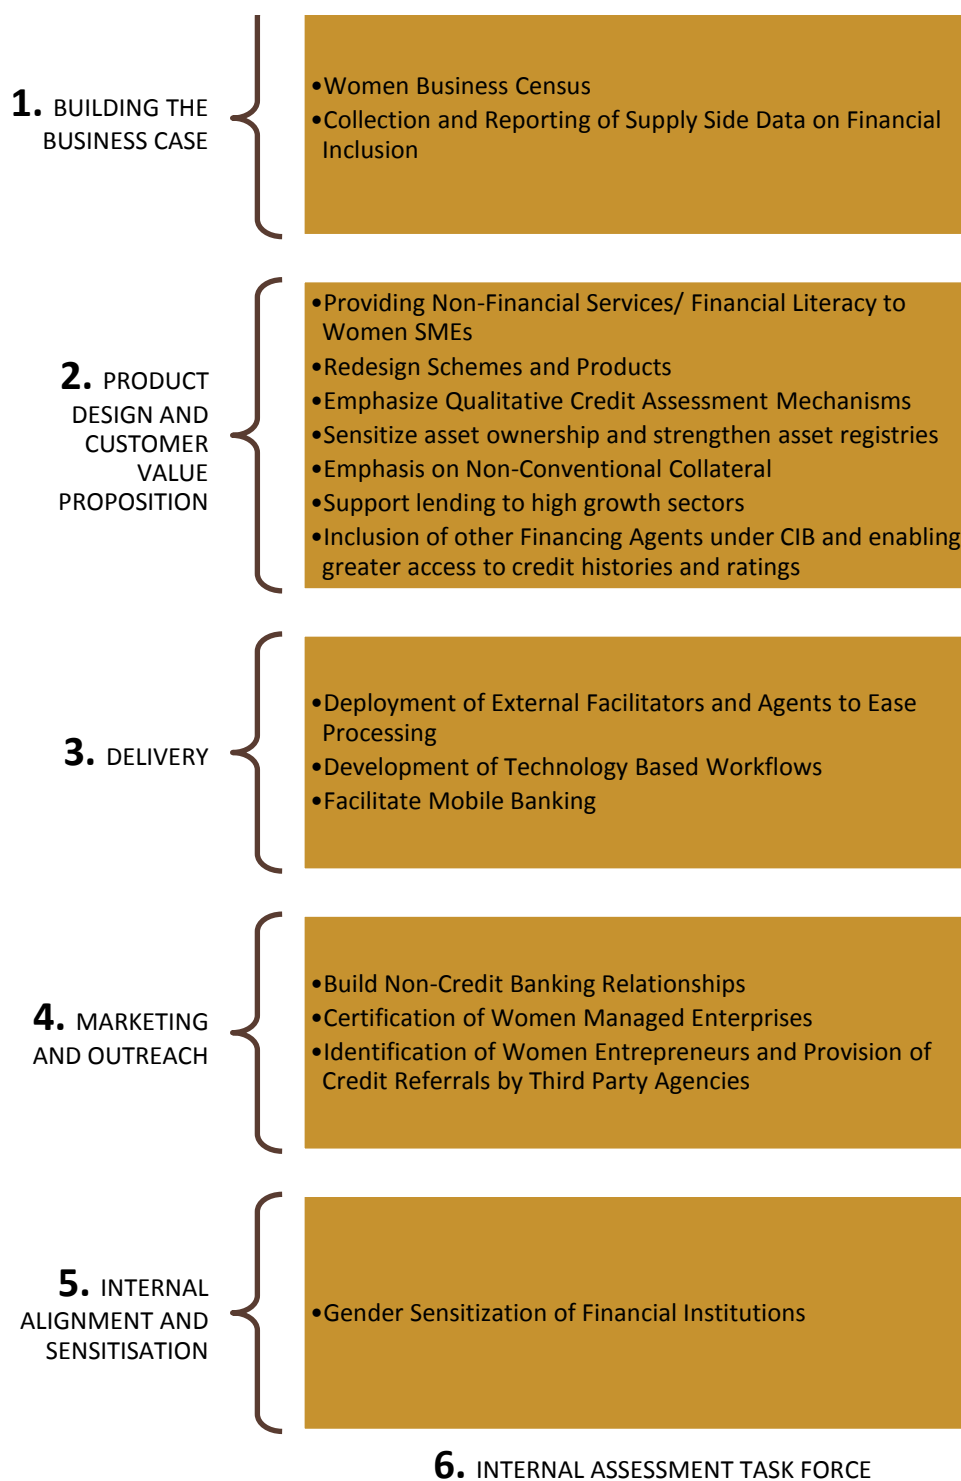 1. BUILDING THE
BUSINESS CASE
•Women Business Census
•Collection and Reporting of Supply Side Data on Financial
Inclusion
2. PRODUCT
DESIGN AND
CUSTOMER
VALUE
PROPOSITION
•Providing Non-Financial Services/ Financial Literacy to
Women SMEs
•Redesign Schemes and Products
•Emphasize Qualitative Credit Assessment Mechanisms
•Sensitize asset ownership and strengthen asset registries
•Emphasis on Non-Conventional Collateral
•Support lending to high growth sectors
•Inclusion of other Financing Agents under CIB and enabling
greater access to credit histories and ratings
3. DELIVERY
•Deployment of External Facilitators and Agents to Ease
Processing
•Development of Technology Based Workflows
•Facilitate Mobile Banking
4. MARKETING
AND OUTREACH
•Build Non-Credit Banking Relationships
•Certification of Women Managed Enterprises
•Identification of Women Entrepreneurs and Provision of
Credit Referrals by Third Party Agencies
5. INTERNAL
ALIGNMENT AND
SENSITISATION
•Gender Sensitization of Financial Institutions
6. INTERNAL ASSESSMENT TASK FORCE